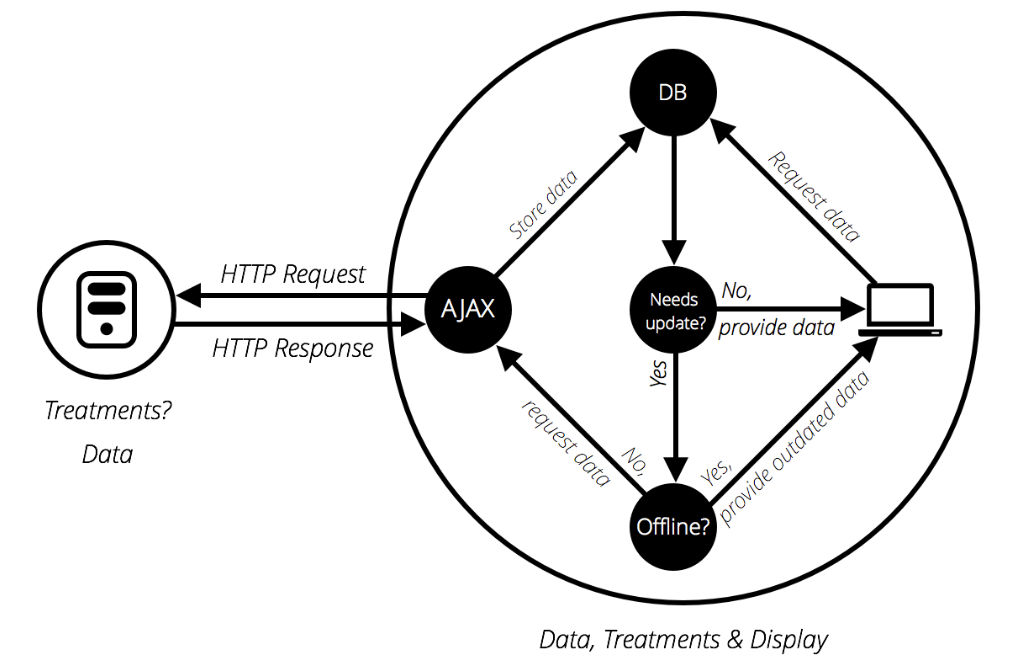 DB
Store data
Request data
HTTP Request
AJAX
Needs
update?
No,
provide data
HTTP Response
Yes
Treatments?
Data
No,
request data
Yes,
provide outdated data
Offline?
Data, Treatments & Display